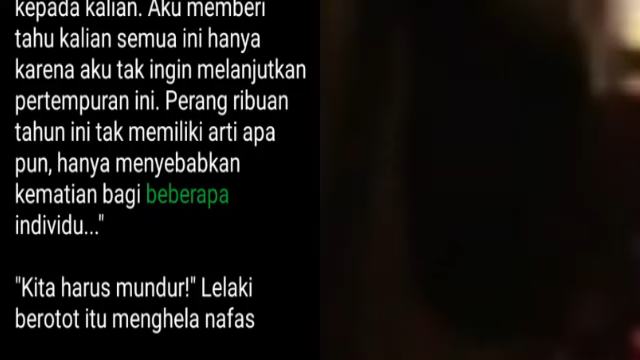 kepada kalian. Aku memberi
tahu kalian semua ini hanya
karena aku tak ingin melanjutkan
pertempuran ini. Perang ribuan
tahun ini tak memiliki arti apa
pun, hanya menyebabkan
kematian bagi beberapa
individu..."
"Kita harus mundur!" Lelaki
berotot itu menghela nafas